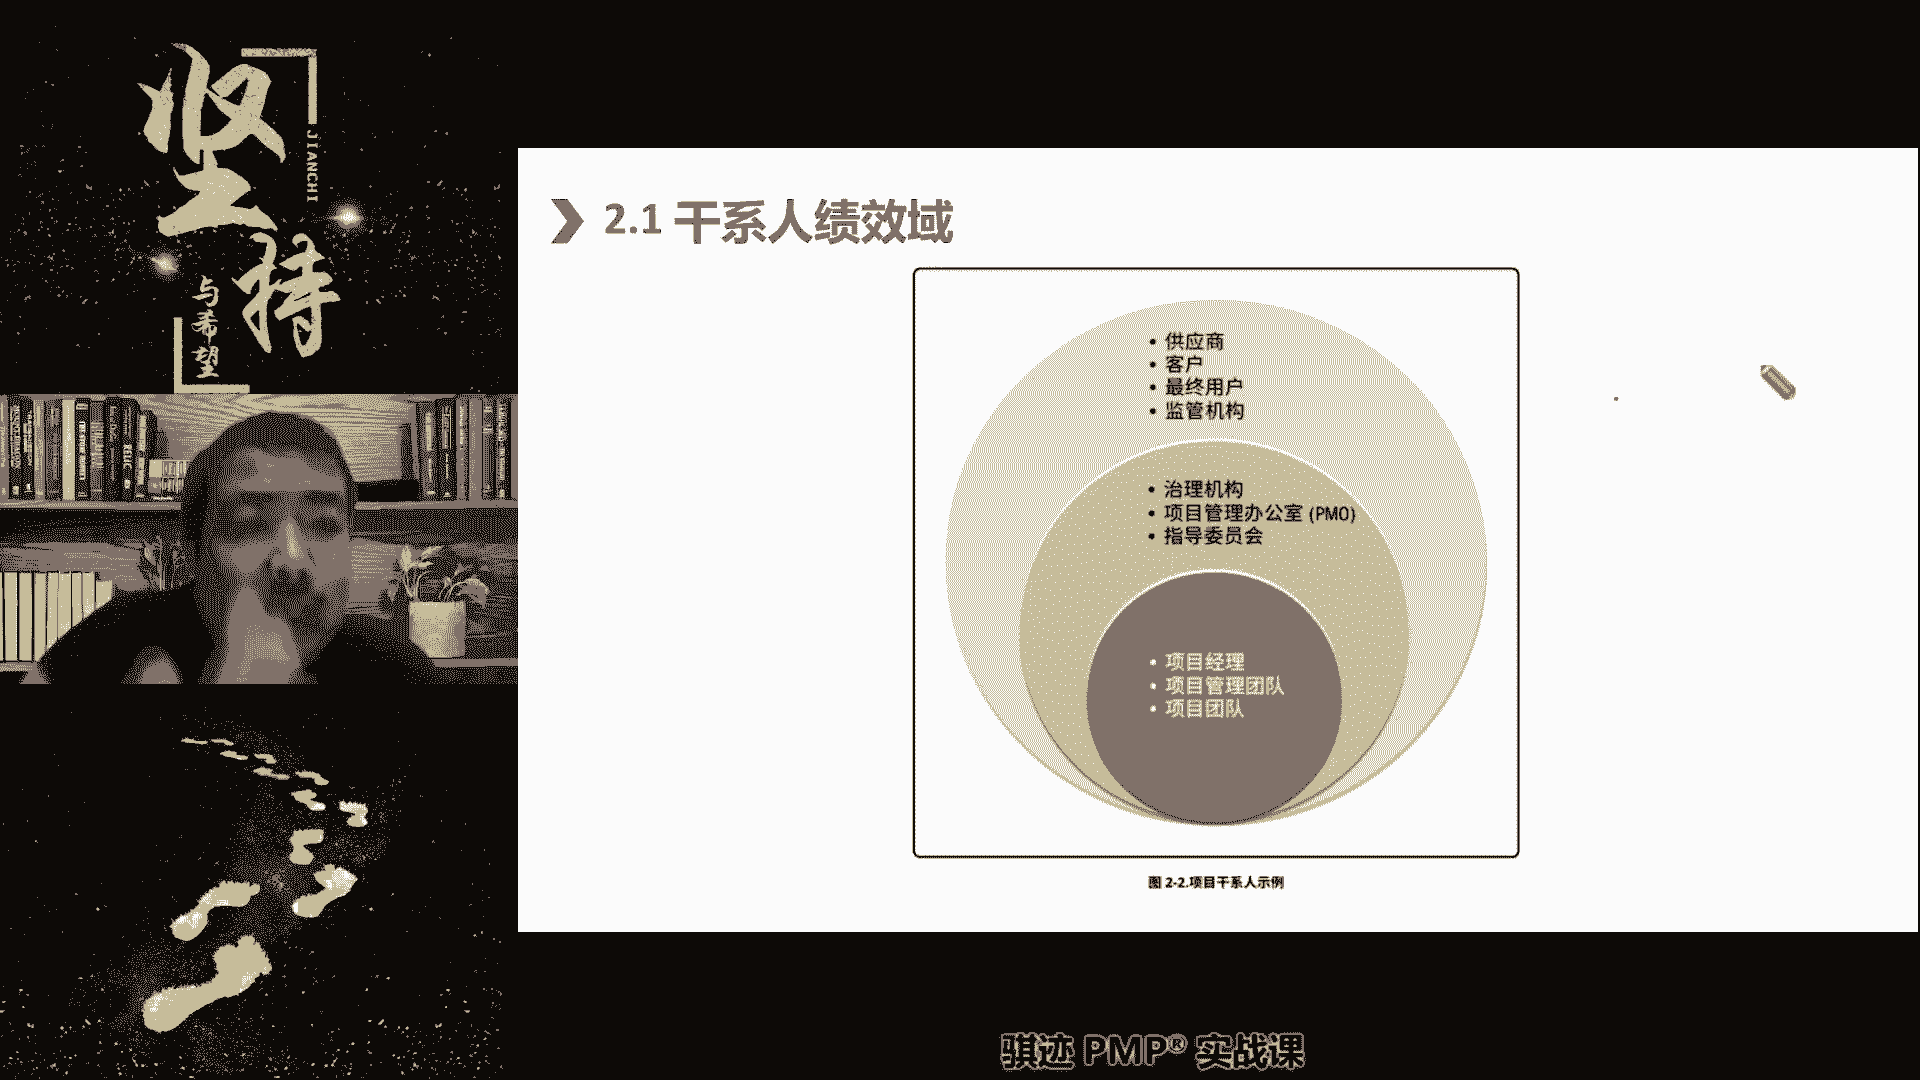 坚持
JIANCHI
与希望
2.1 干系人绩效域
• 供应商
• 客户
• 最终用户
• 监管机构
• 治理机构
• 项目管理办公室 (PMO)
• 指导委员会
• 项目经理
• 项目管理团队
• 项目团队
图 2-2.项目干系人示例
骐迹 PMP® 实战课